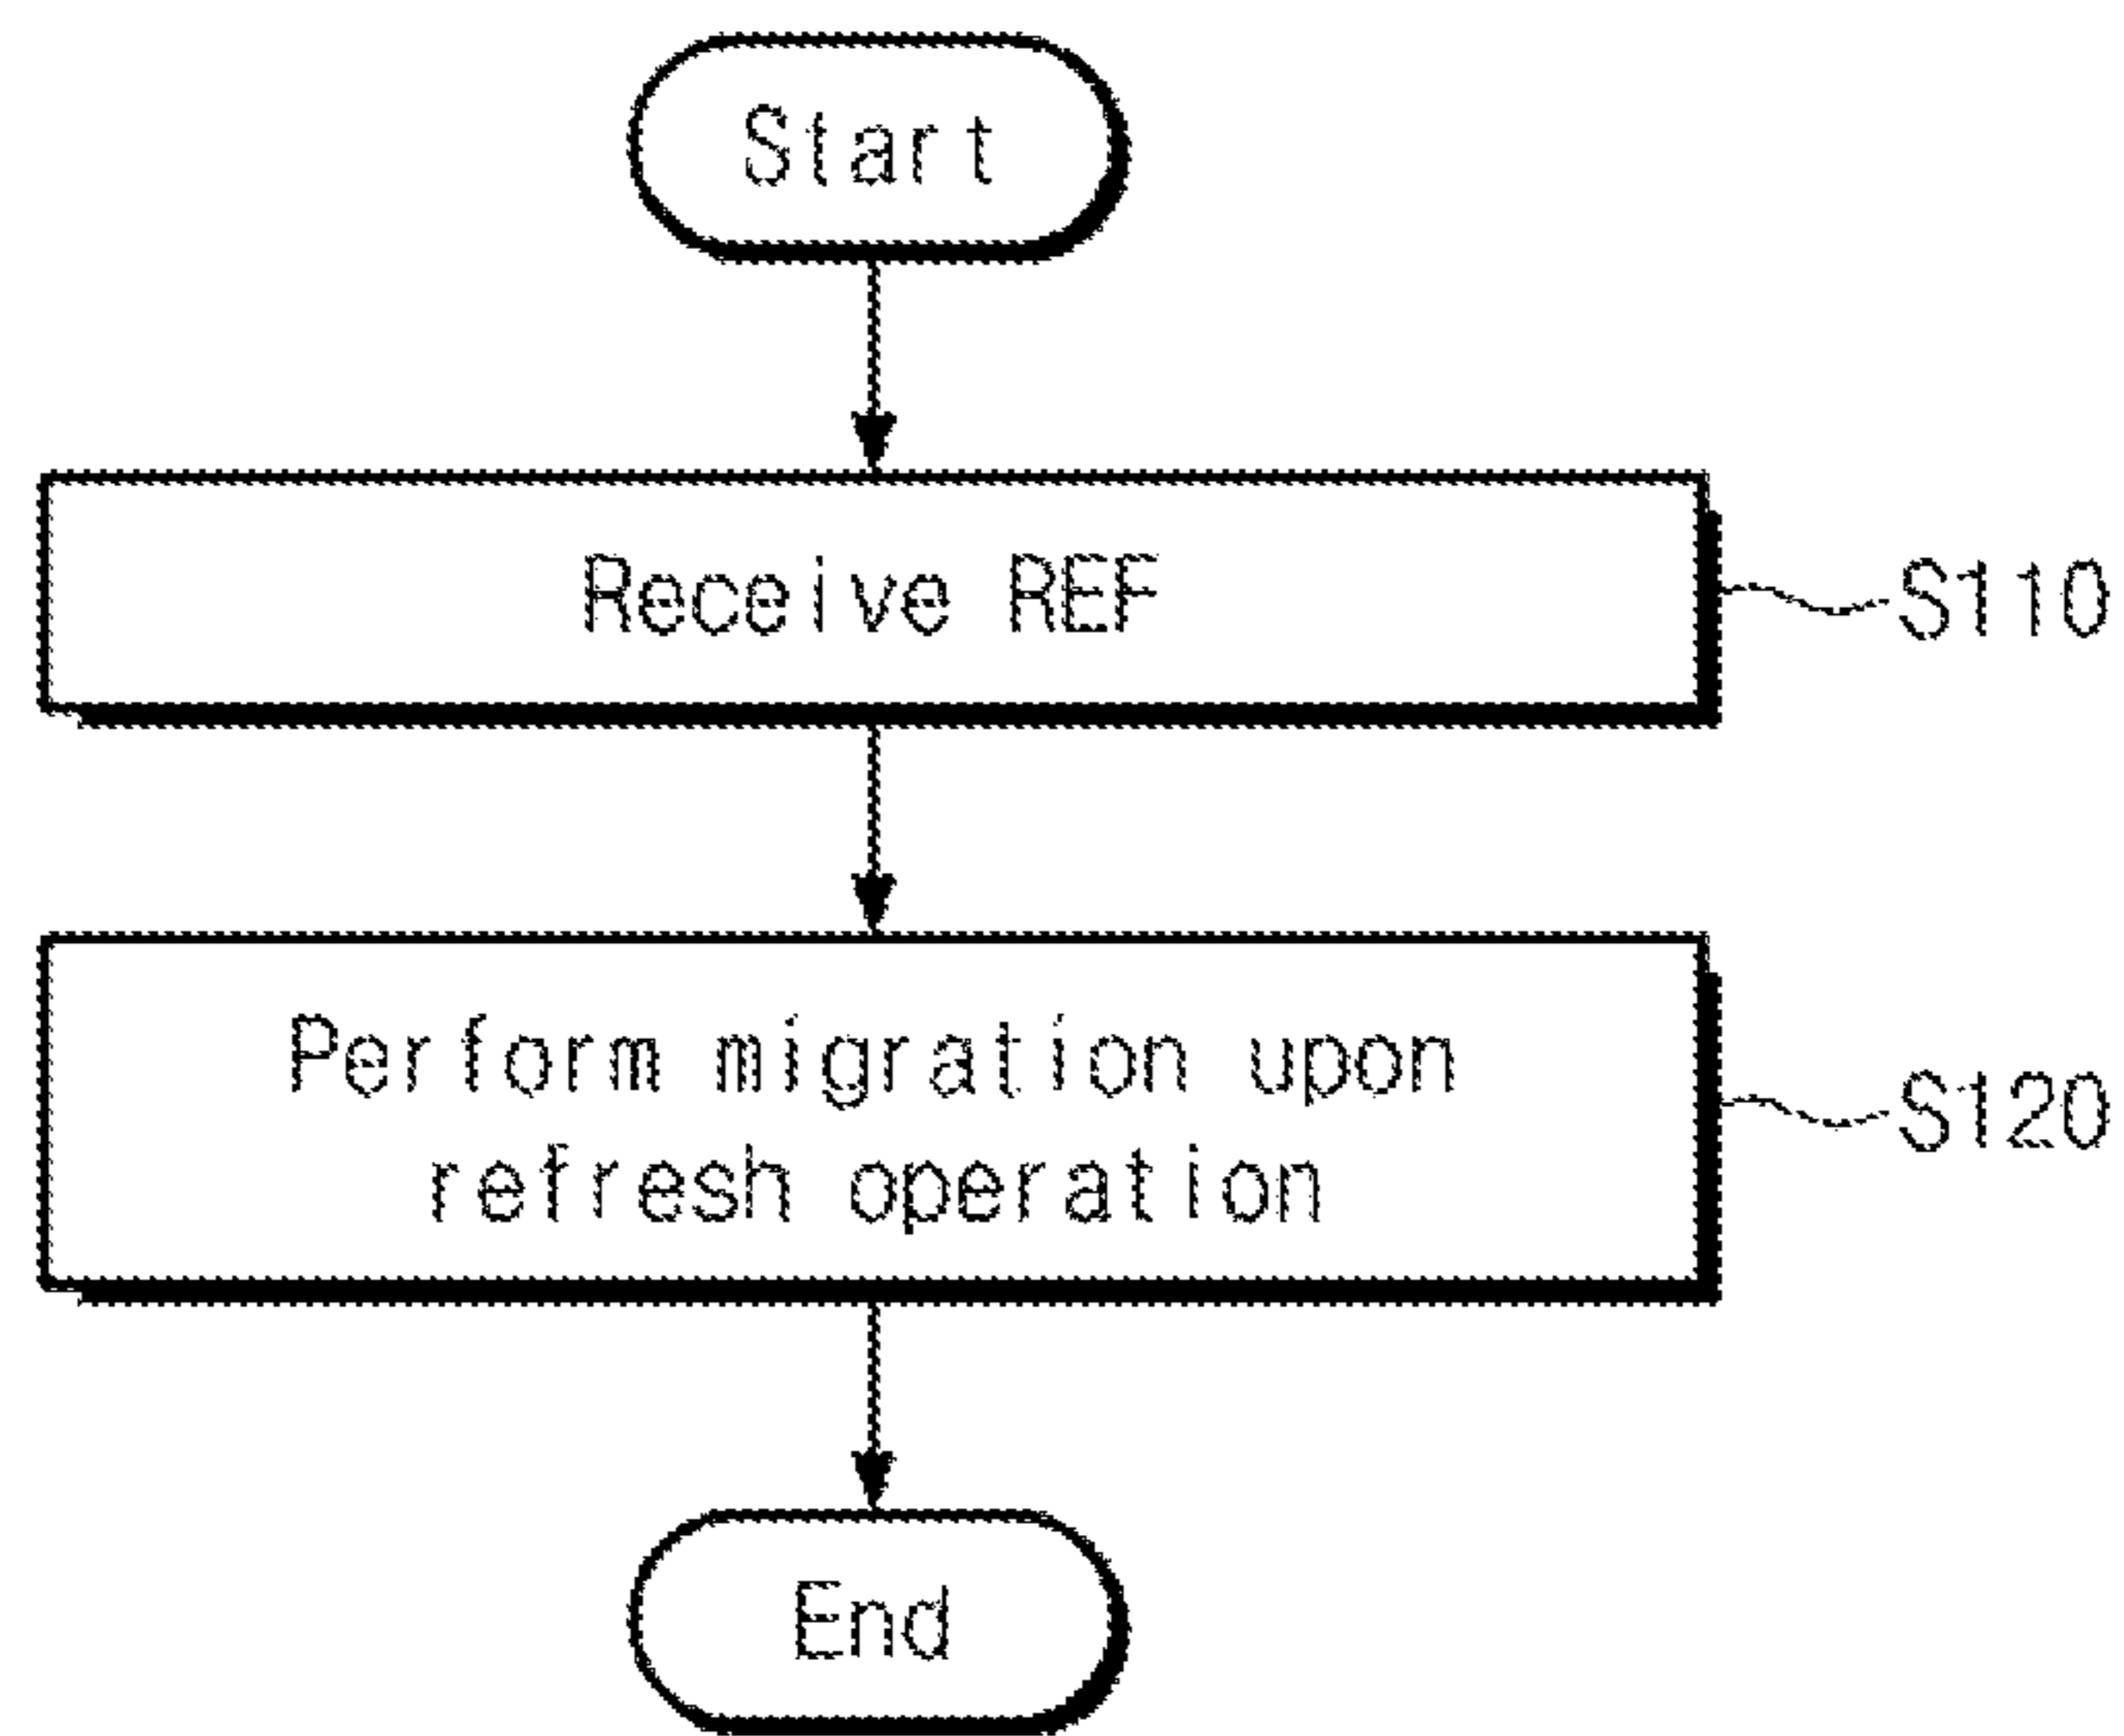 Start
Receive REF
S110
Perform migration upon
refresh operation
S120
End